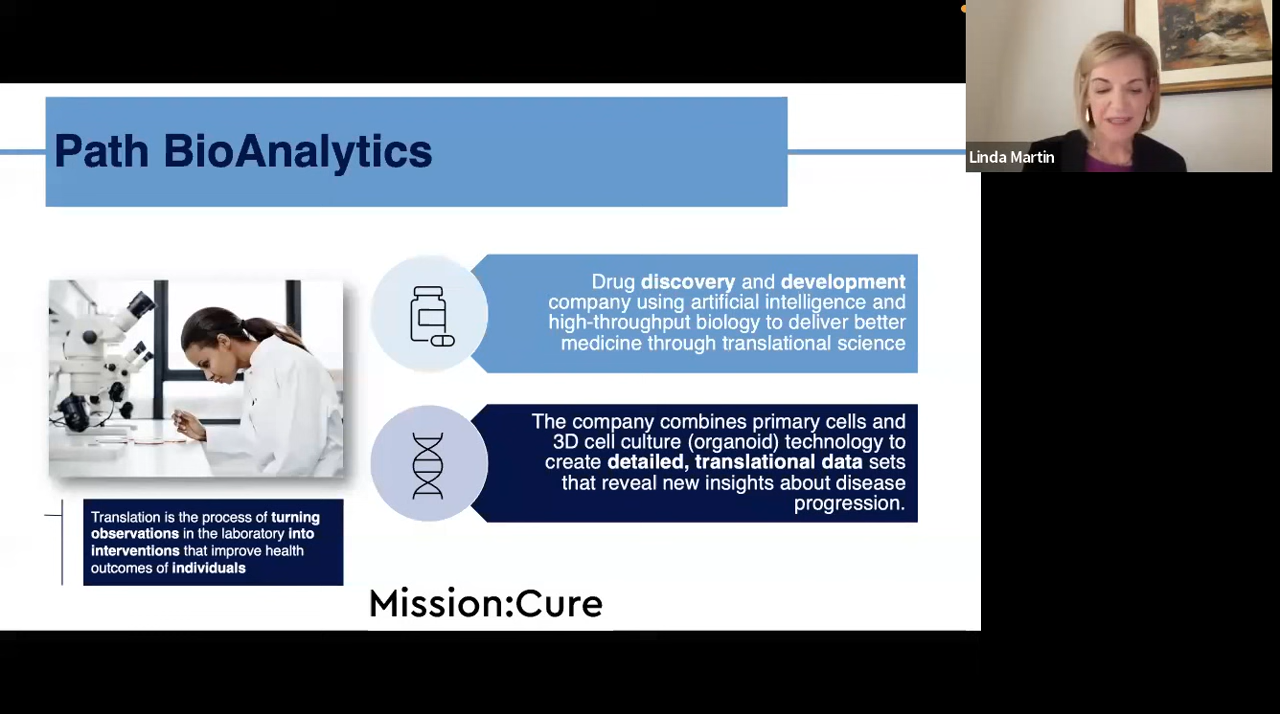 Path BioAnalytics
Linda Martin
Drug discovery and development
company using artificial intelligence and
high-throughput biology to deliver better
medicine through translational science
The company combines primary cells and
3D cell culture (organoid) technology to
create detailed, translational data sets
that reveal new insights about disease
progression.
Translation is the process of turning
observations in the laboratory into
interventions that improve health
outcomes of individuals
Mission:Cure